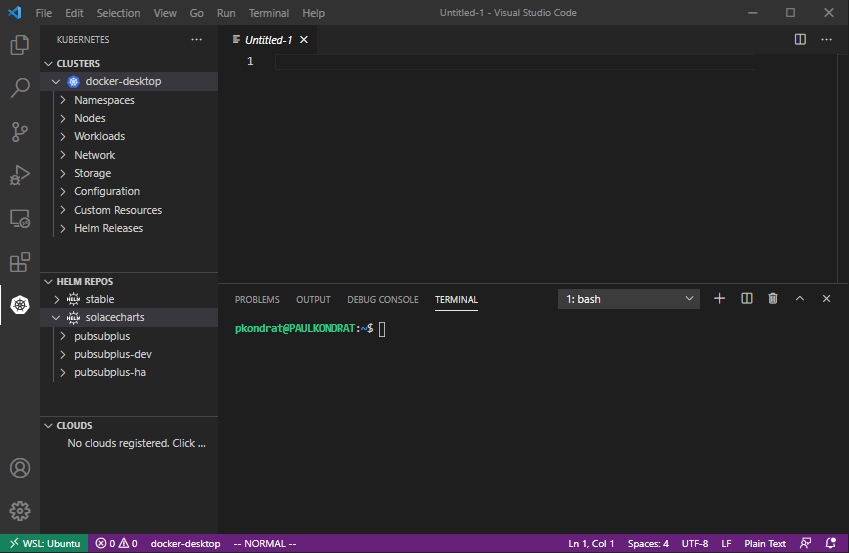 File Edit Selection View Go Run Terminal Help Untitled-1 - Visual Studio Code
KUBERNETES ···
Untitled-1
CLUSTERS
docker-desktop
Namespaces
Nodes
Workloads
Network
Storage
Configuration
Custom Resources
Helm Releases
HELM REPOS
HELM stable
HELM solacecharts
pubsubplus
pubsubplus-dev
pubsubplus-ha
CLOUDS
No clouds registered. Click ...
1
PROBLEMS OUTPUT DEBUG CONSOLE TERMINAL 1: bash
pkondrat@PAULKONDRAT:~$
WSL: Ubuntu 0 0 docker-desktop -- NORMAL -- Ln 1, Col 1 Spaces: 4 UTF-8 LF Plain Text